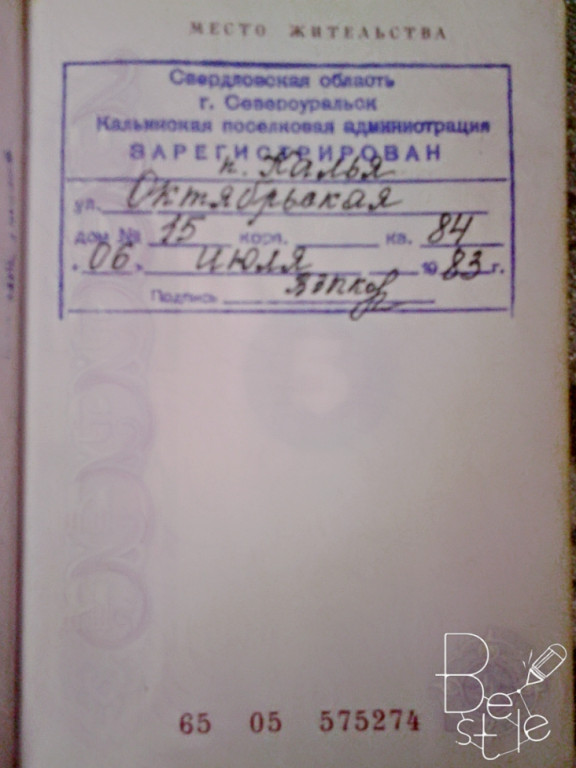 МЕСТО ЖИТЕЛЬСТВА
Свердловская область
г. Североуральск
Кальинская поселковая администрация
ЗАРЕГИСТРИРОВАН
п. Калья
ул. Октябрьская
дом № 15 корп. кв. 84
"06" июля 1983 г.
Подпись
65 05 575274
Be
style